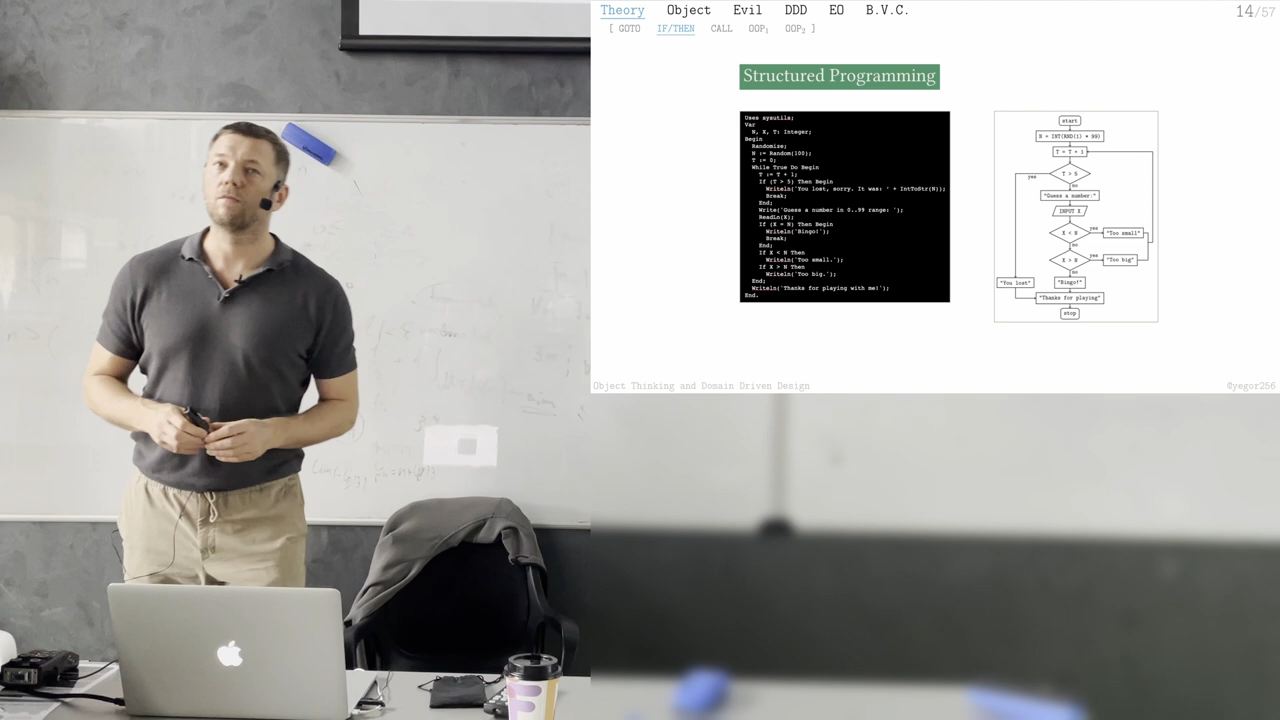 Theory Object Evil DDD EO B.V.C.
14/57
[ GOTO IF/THEN CALL OOP1 OOP2 ]
Structured Programming
Uses sysutils;
Var
N, X, T: Integer;
Begin
Randomize;
N := Random(100);
T := 0;
While True Do Begin
T := T + 1;
If (T > 5) Then Begin
Writeln('You lost, sorry. It was: ' + IntToStr(N));
Break;
End;
Write('Guess a number in 0..99 range: ');
ReadLn(X);
If (X = N) Then Begin
Writeln('Bingo!');
Break;
End;
If X < N Then
Writeln('Too small.');
If X > N Then
Writeln('Too big.');
End;
Writeln('Thanks for playing with me!');
End.
start
N = INT(RND(1) * 99)
T = T + 1
T > 5
yes
no
"Guess a number:"
INPUT X
X < N
yes
"Too small"
no
X > N
yes
"Too big"
no
"You lost"
"Bingo!"
"Thanks for playing"
stop
Object Thinking and Domain Driven Design
@yegor256